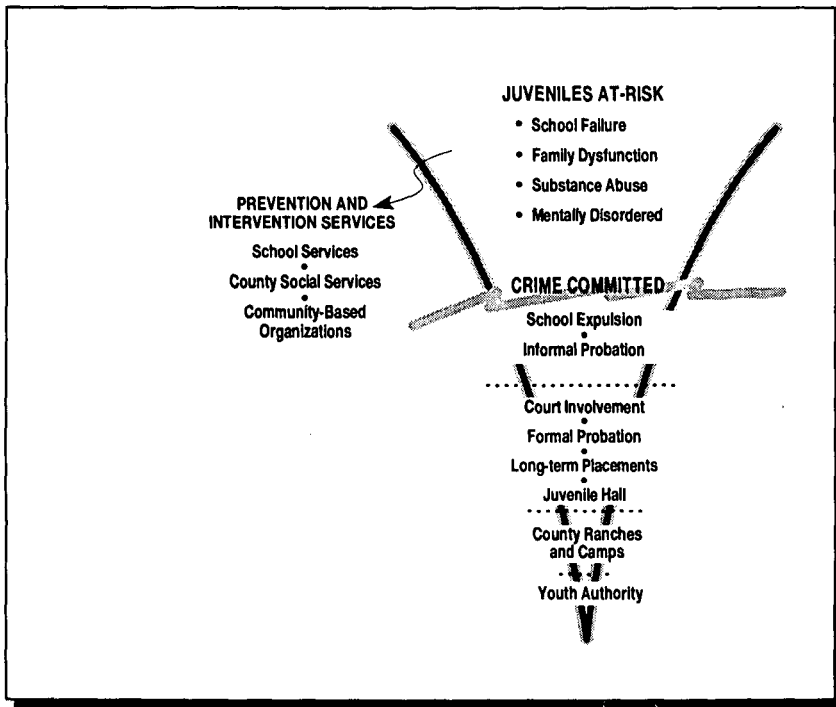 JUVENILES AT-RISK
• School Failure
• Family Dysfunction
• Substance Abuse
• Mentally Disordered
PREVENTION AND
INTERVENTION SERVICES
School Services
•
County Social Services
•
Community-Based
Organizations
CRIME COMMITTED
School Expulsion
•
Informal Probation
Court Involvement
•
Formal Probation
•
Long-term Placements
•
Juvenile Hall
County Ranches
and Camps
Youth Authority